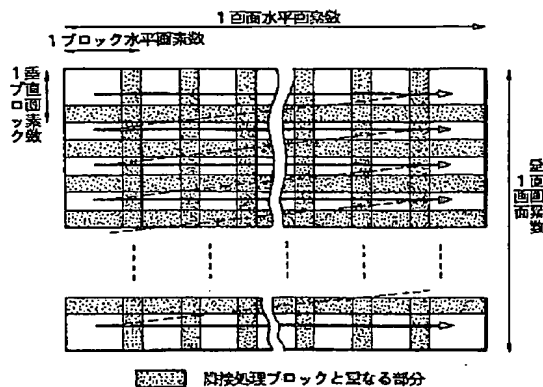 1画面水平画素数
1ブロック水平画素数
1ブロック
垂直画素数
1画面
垂直画素数
隣接処理ブロックと重なる部分